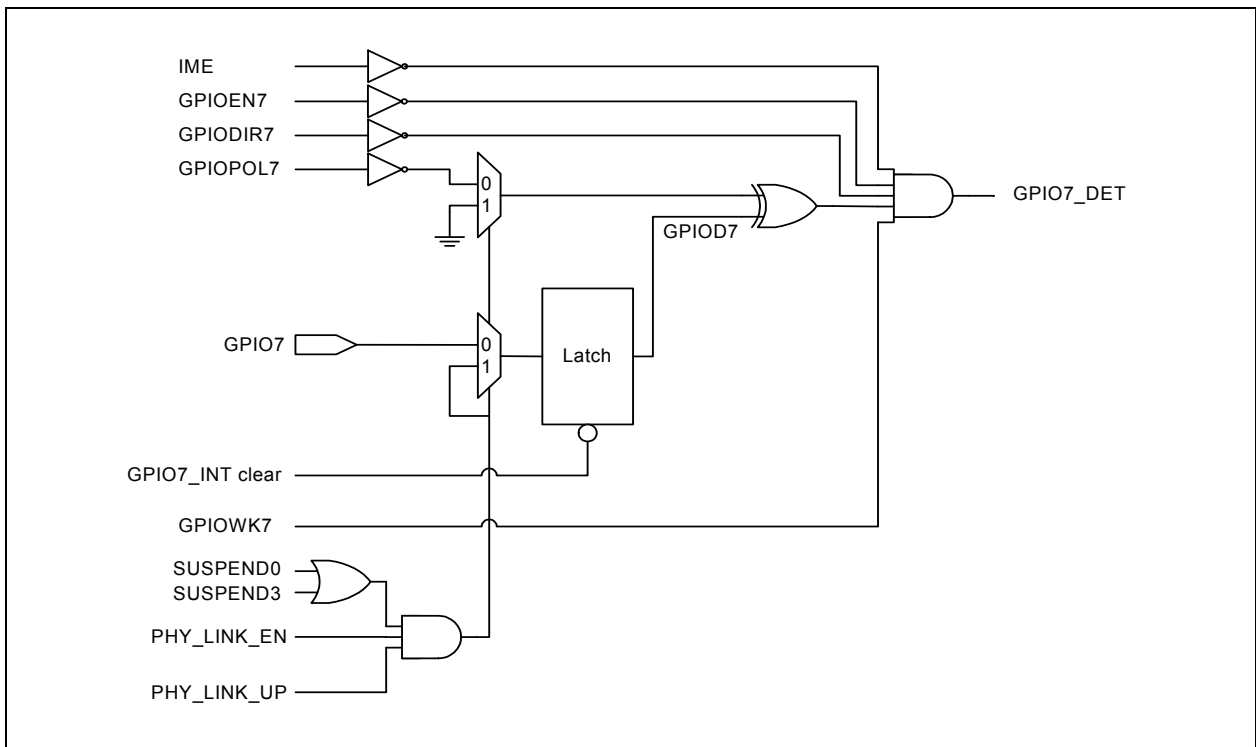 IME
GPIOEN7
GPIODIR7
GPIOPOL7
0
1
GPIO7_DET
GPIOD7
GPIO7
0
1
Latch
GPIO7_INT clear
GPIOWK7
SUSPEND0
SUSPEND3
PHY_LINK_EN
PHY_LINK_UP